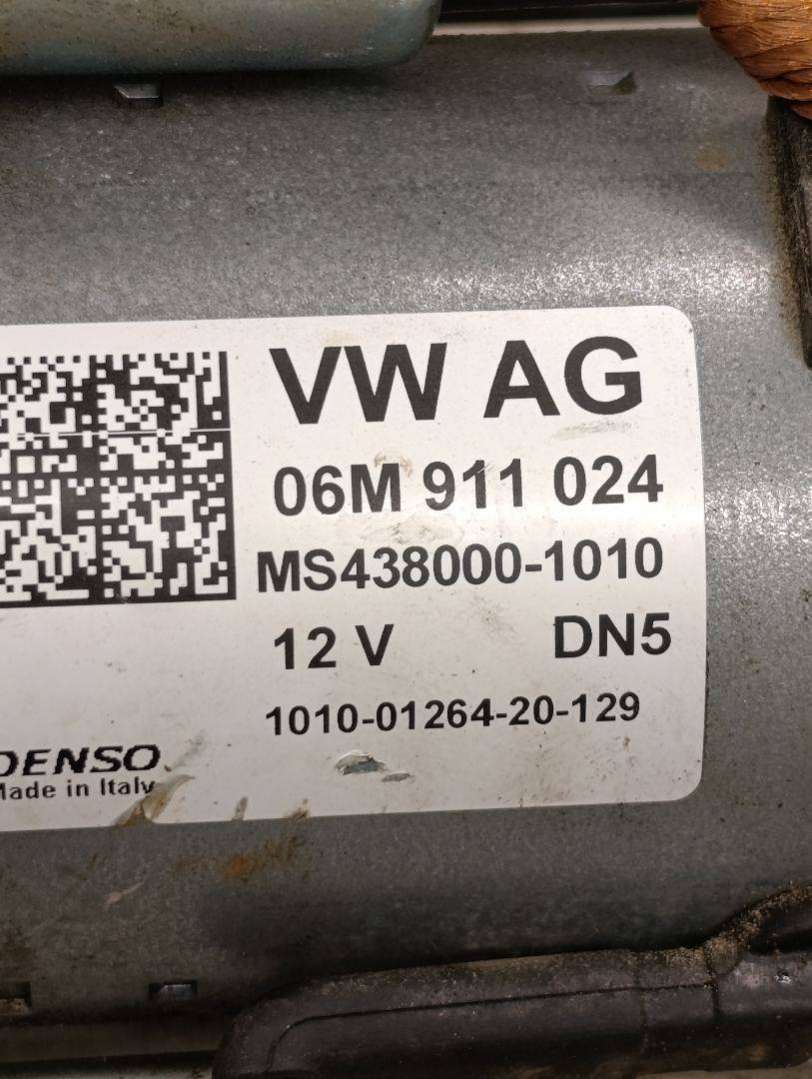 VW AG
06M 911 024
MS438000-1010
12 V DN5
1010-01264-20-129
DENSO
Made in Italy